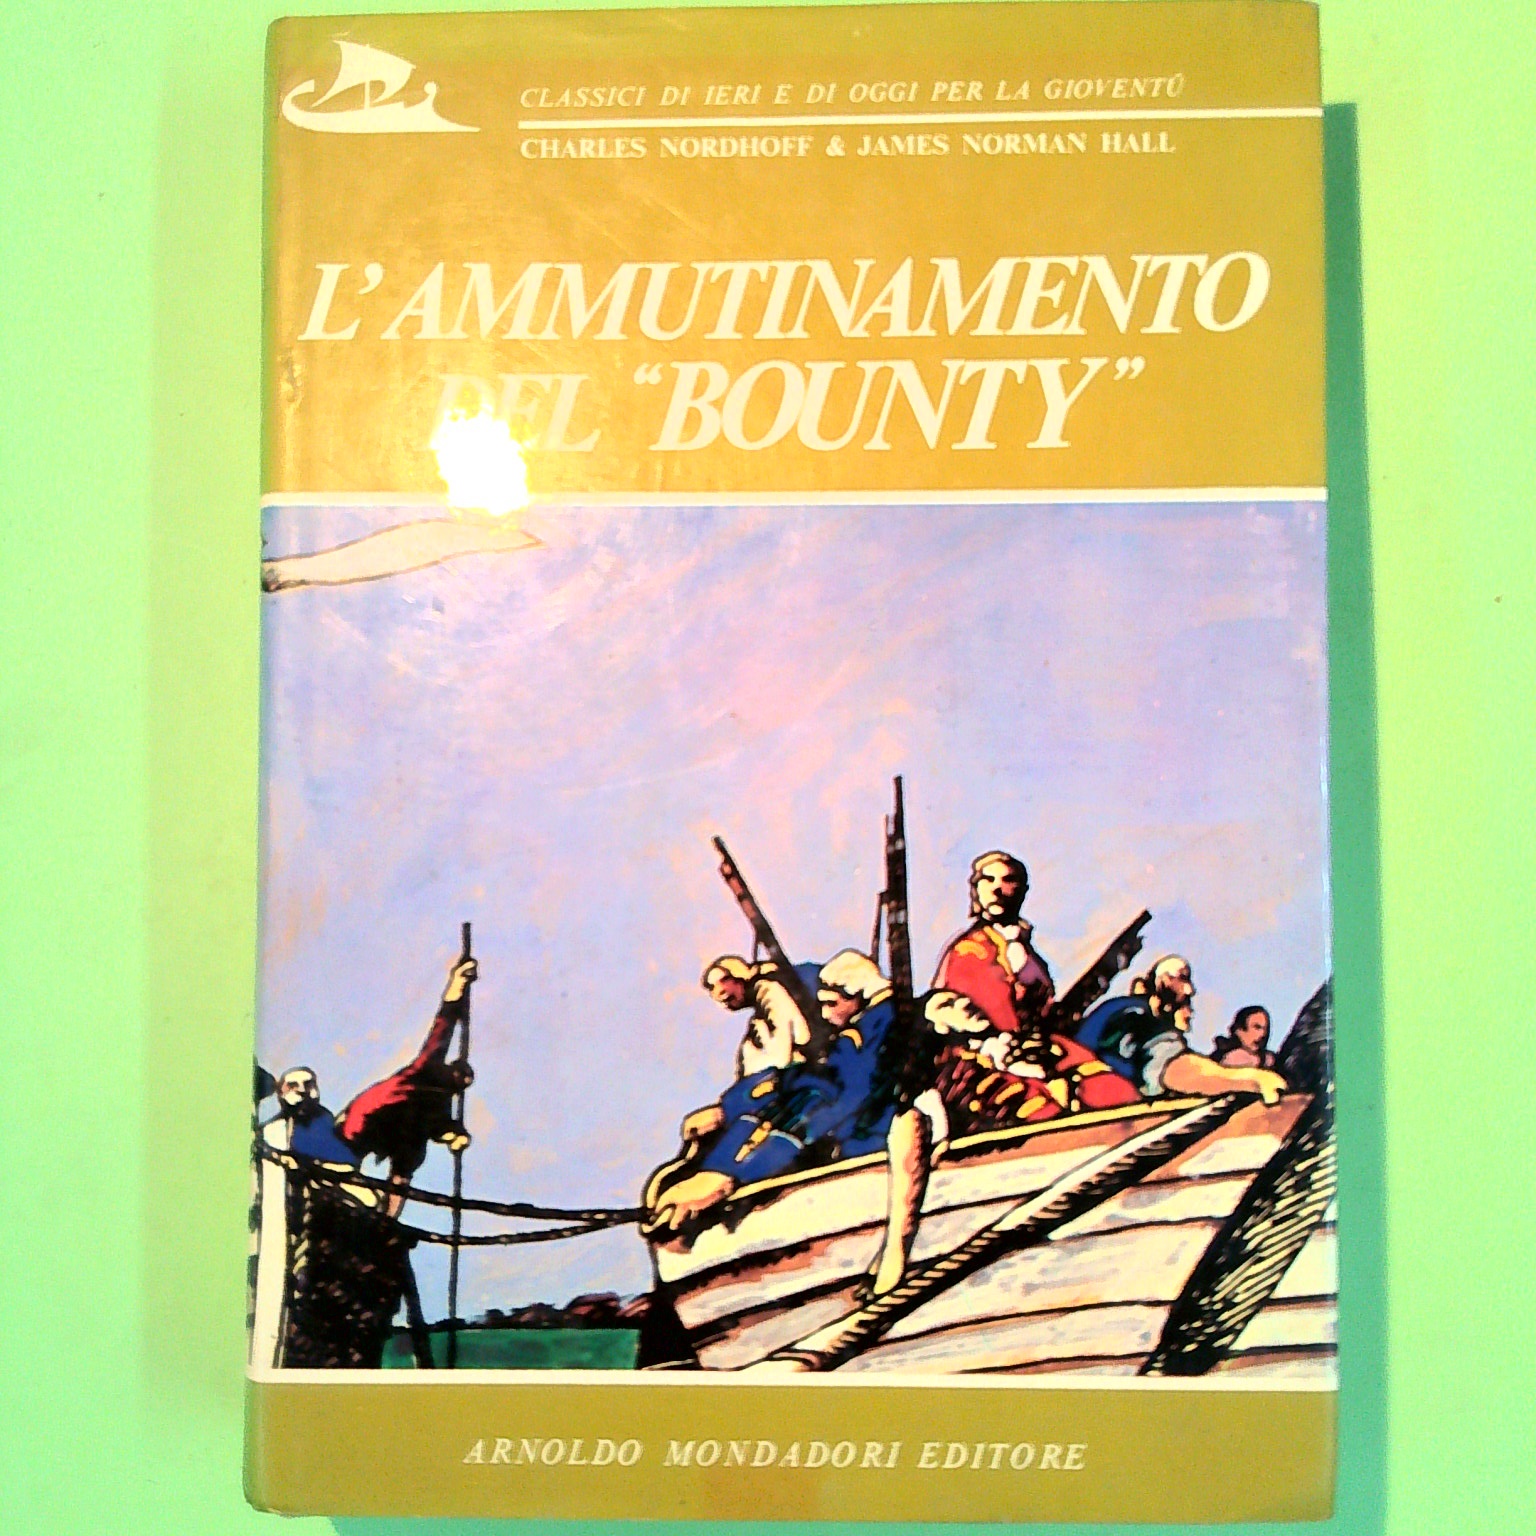 CLASSICI DI IERI E DI OGGI PER LA GIOVENTÙ
CHARLES NORDHOFF & JAMES NORMAN HALL
L'AMMUTINAMENTO
DEL “BOUNTY”
ARNOLDO MONDADORI EDITORE